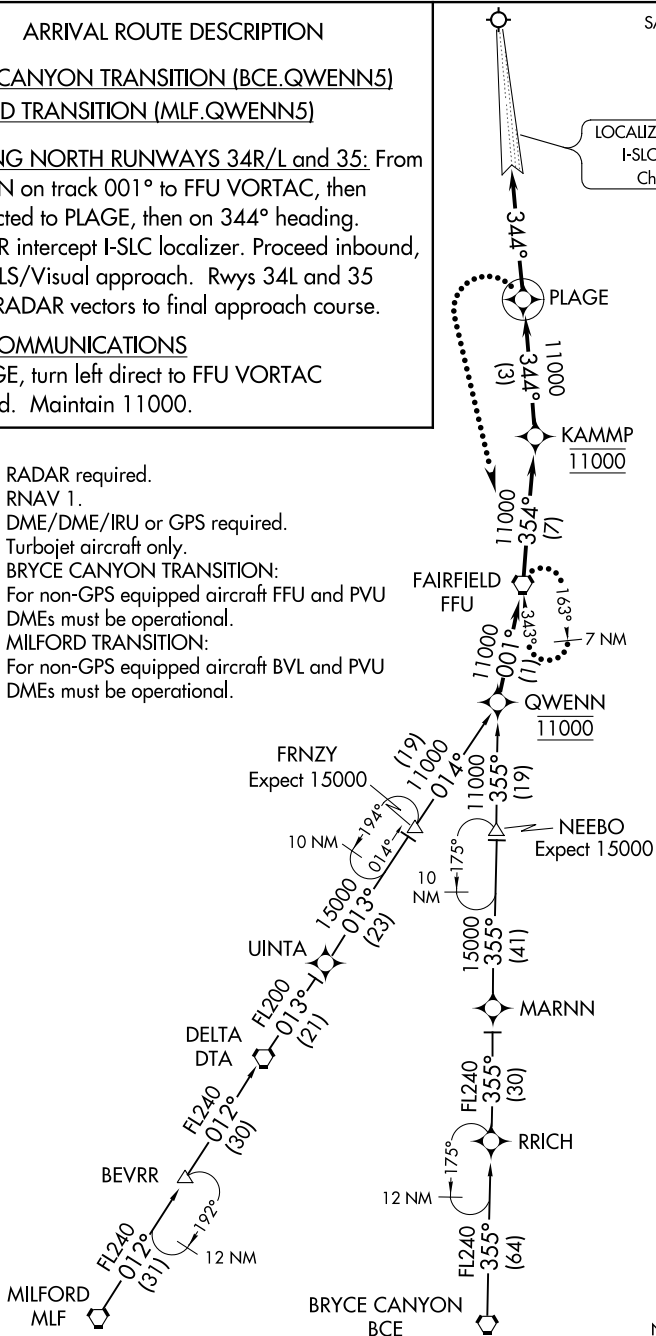 ARRIVAL ROUTE DESCRIPTION
CANYON TRANSITION (BCE.QWENN5)
D TRANSITION (MLF.QWENN5)
NG NORTH RUNWAYS 34R/L and 35: From
N on track 001° to FFU VORTAC, then
cted to PLAGE, then on 344° heading.
R intercept I-SLC localizer. Proceed inbound,
LS/Visual approach. Rwys 34L and 35
RADAR vectors to final approach course.
OMMUNICATIONS
GE, turn left direct to FFU VORTAC
d. Maintain 11000.
RADAR required.
RNAV 1.
DME/DME/IRU or GPS required.
Turbojet aircraft only.
BRYCE CANYON TRANSITION:
For non-GPS equipped aircraft FFU and PVU
DMEs must be operational.
MILFORD TRANSITION:
For non-GPS equipped aircraft BVL and PVU
DMEs must be operational.
SA
LOCALIZ
I-SLC
Ch
344°
PLAGE
11000
344°
(3)
KAMMP
11000
11000
354°
(7)
FAIRFIELD
FFU
163°
343°
7 NM
11000
001°
(1)
QWENN
11000
FRNZY
Expect 15000
(19)
11000
014°
11000
355°
(19)
194°
014°
10 NM
NEEBO
Expect 15000
175°
10
NM
15000
013°
(23)
15000
355°
(41)
UINTA
MARNN
FL200
013°
(21)
DELTA
DTA
FL240
355°
(30)
FL240
012°
(30)
RRICH
175°
12 NM
BEVRR
192°
12 NM
FL240
012°
(31)
FL240
355°
(64)
MILFORD
MLF
BRYCE CANYON
BCE
N